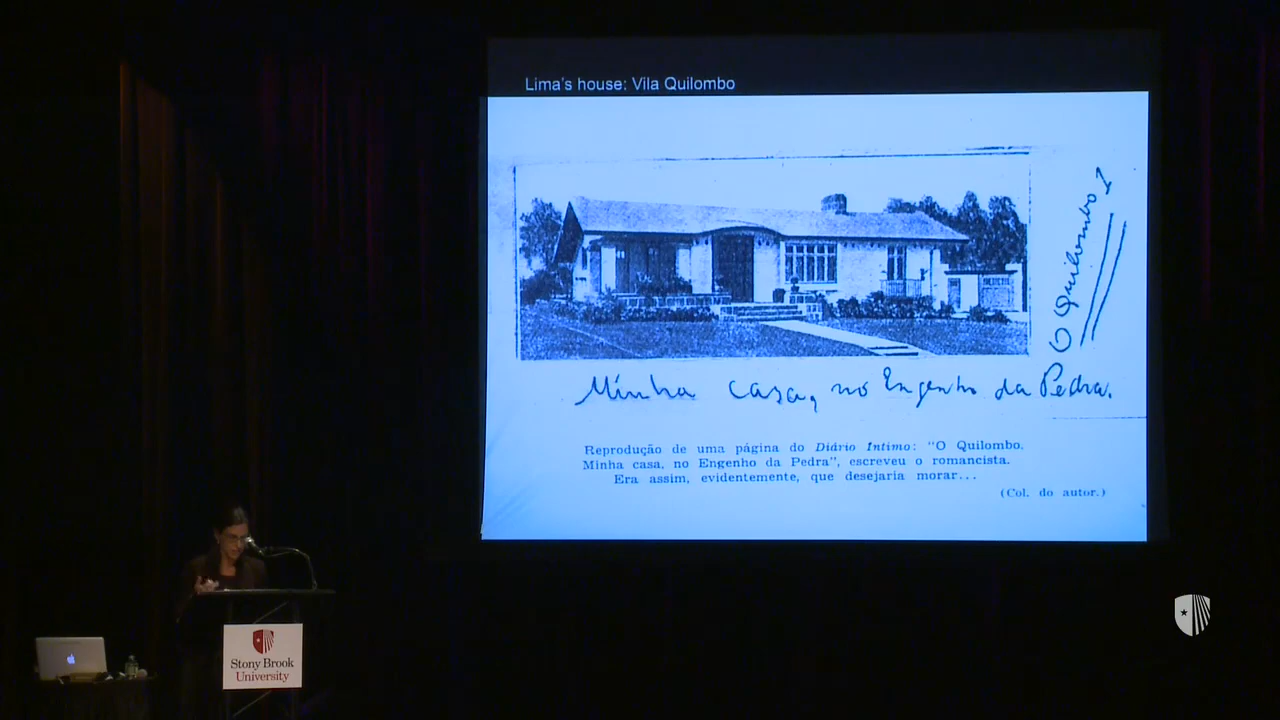 Lima's house: Vila Quilombo
O Quilombo
Minha casa, no Engenho da Pedra.
Reprodução de uma página do Diário Intimo: “O Quilombo.
Minha casa, no Engenho da Pedra”, escreveu o romancista.
Era assim, evidentemente, que desejaria morar...
(Col. do autor.)
Stony Brook
University